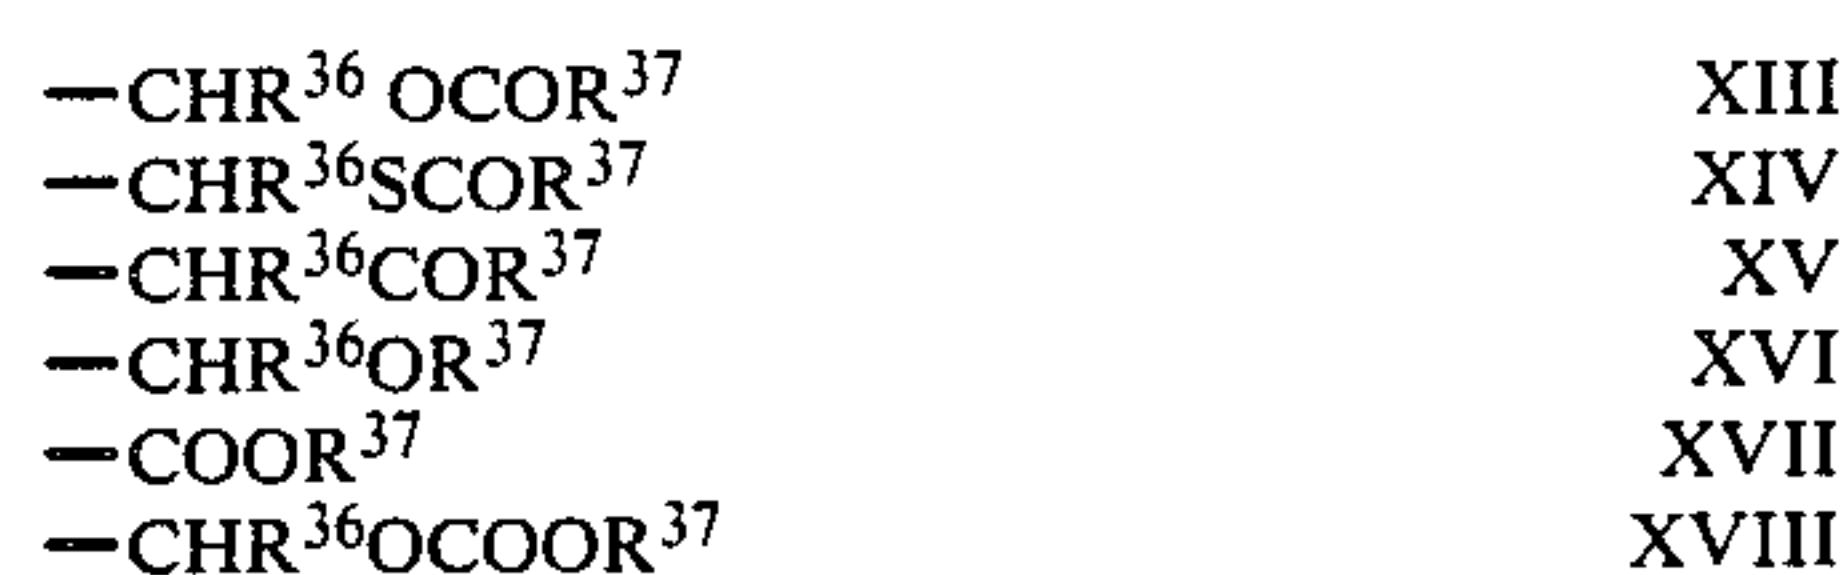 —CHR³⁶ OCOR³⁷ XIII
—CHR³⁶SCOR³⁷ XIV
—CHR³⁶COR³⁷ XV
—CHR³⁶OR³⁷ XVI
—COOR³⁷ XVII
—CHR³⁶OCOOR³⁷ XVIII